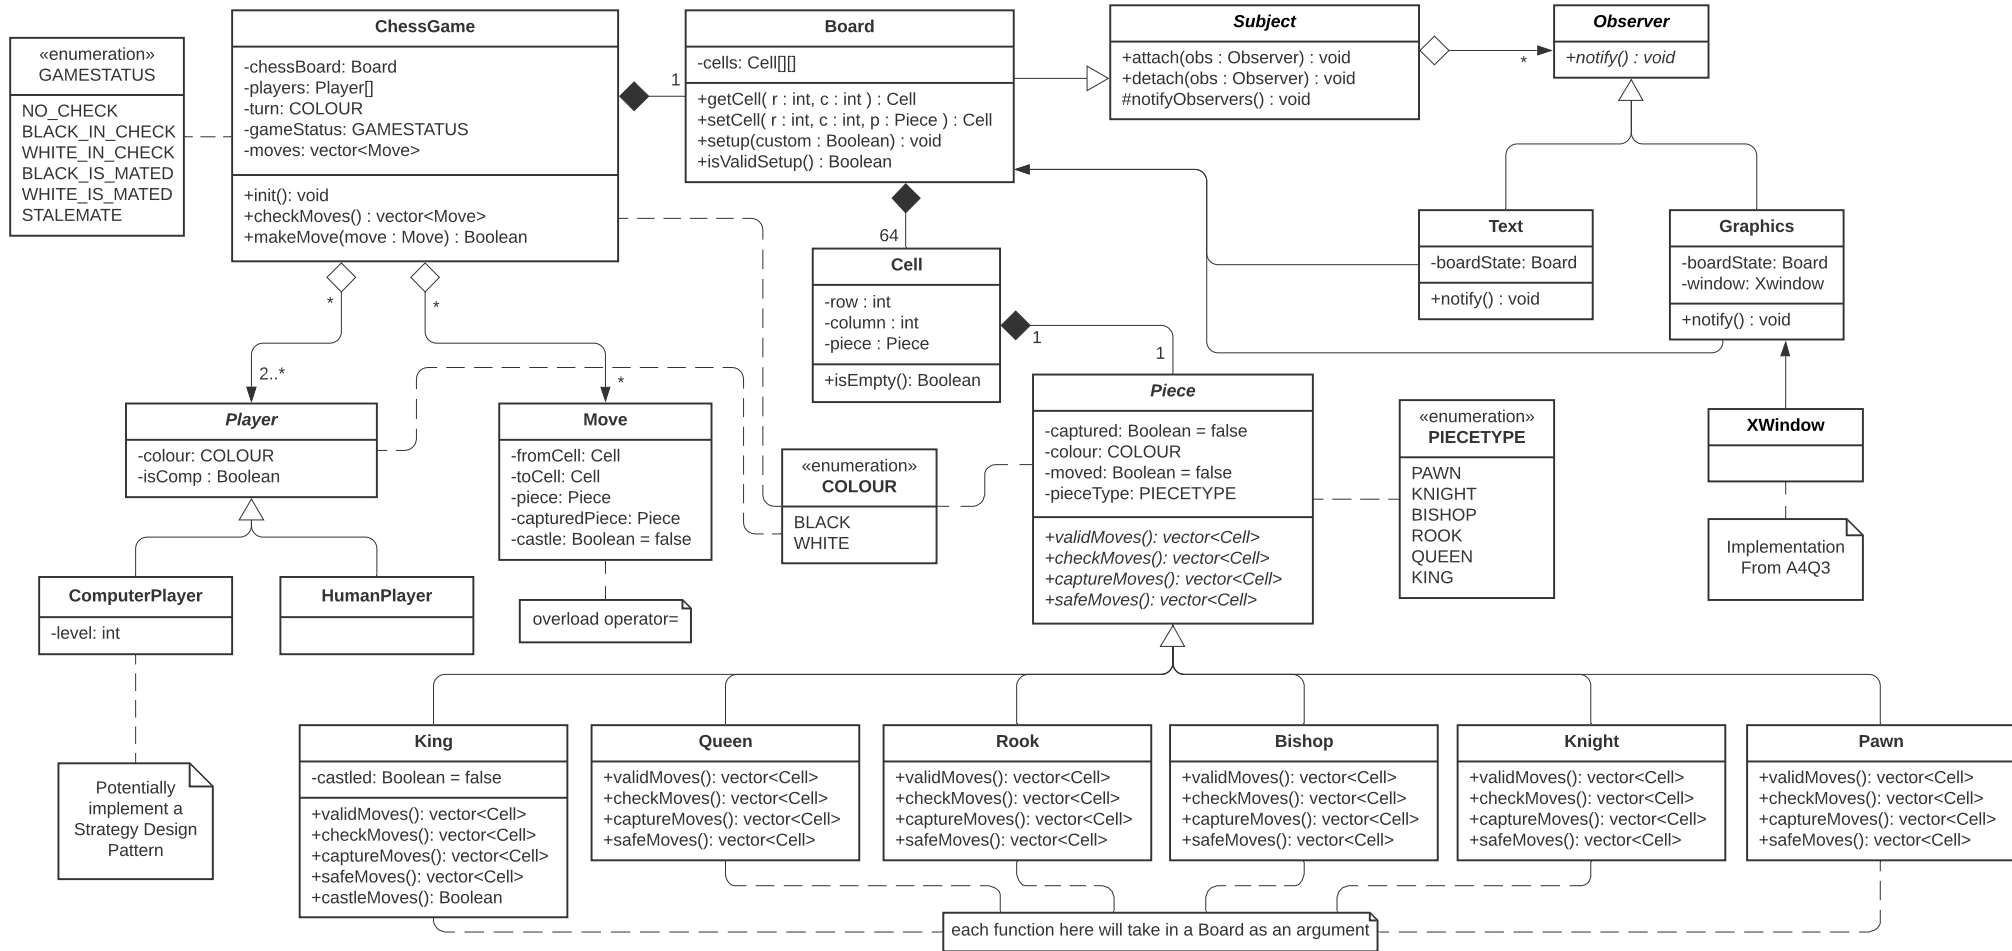 «enumeration»
GAMESTATUS
NO_CHECK
BLACK_IN_CHECK
WHITE_IN_CHECK
BLACK_IS_MATED
WHITE_IS_MATED
STALEMATE
ChessGame
-chessBoard: Board
-players: Player[]
-turn: COLOUR
-gameStatus: GAMESTATUS
-moves: vector<Move>
+init(): void
+checkMoves() : vector<Move>
+makeMove(move : Move) : Boolean
1
Board
-cells: Cell[][]
+getCell( r : int, c : int ) : Cell
+setCell( r : int, c : int, p : Piece ) : Cell
+setup(custom : Boolean) : void
+isValidSetup() : Boolean
Subject
+attach(obs : Observer) : void
+detach(obs : Observer) : void
#notifyObservers() : void
*
Observer
+notify() : void
Text
-boardState: Board
+notify() : void
Graphics
-boardState: Board
-window: Xwindow
+notify() : void
64
Cell
-row : int
-column : int
-piece : Piece
+isEmpty(): Boolean
1
1
*
*
2..*
*
Player
-colour: COLOUR
-isComp : Boolean
Move
-fromCell: Cell
-toCell: Cell
-piece: Piece
-capturedPiece: Piece
-castle: Boolean = false
overload operator=
«enumeration»
COLOUR
BLACK
WHITE
Piece
-captured: Boolean = false
-colour: COLOUR
-moved: Boolean = false
-pieceType: PIECETYPE
+validMoves(): vector<Cell>
+checkMoves(): vector<Cell>
+captureMoves(): vector<Cell>
+safeMoves(): vector<Cell>
«enumeration»
PIECETYPE
PAWN
KNIGHT
BISHOP
ROOK
QUEEN
KING
XWindow
Implementation
From A4Q3
ComputerPlayer
-level: int
HumanPlayer
Potentially
implement a
Strategy Design
Pattern
King
-castled: Boolean = false
+validMoves(): vector<Cell>
+checkMoves(): vector<Cell>
+captureMoves(): vector<Cell>
+safeMoves(): vector<Cell>
+castleMoves(): Boolean
Queen
+validMoves(): vector<Cell>
+checkMoves(): vector<Cell>
+captureMoves(): vector<Cell>
+safeMoves(): vector<Cell>
Rook
+validMoves(): vector<Cell>
+checkMoves(): vector<Cell>
+captureMoves(): vector<Cell>
+safeMoves(): vector<Cell>
Bishop
+validMoves(): vector<Cell>
+checkMoves(): vector<Cell>
+captureMoves(): vector<Cell>
+safeMoves(): vector<Cell>
Knight
+validMoves(): vector<Cell>
+checkMoves(): vector<Cell>
+captureMoves(): vector<Cell>
+safeMoves(): vector<Cell>
Pawn
+validMoves(): vector<Cell>
+checkMoves(): vector<Cell>
+captureMoves(): vector<Cell>
+safeMoves(): vector<Cell>
each function here will take in a Board as an argument